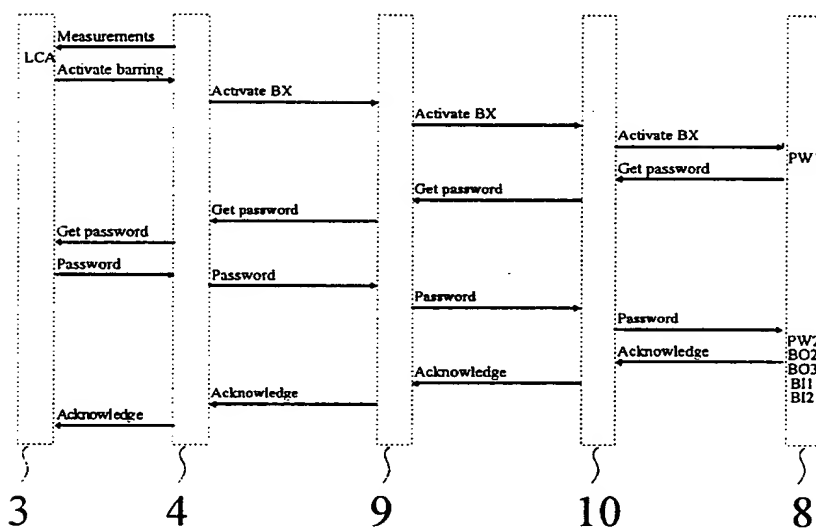 Measurements
LCA
Activate barring
Activate BX
Activate BX
Activate BX
PW1
Get password
Get password
Get password
Get password
Password
Password
Password
Password
PW2
Acknowledge
BO2
BO3
Acknowledge
BI1
Acknowledge
BI2
Acknowledge
3 4 9 10 8